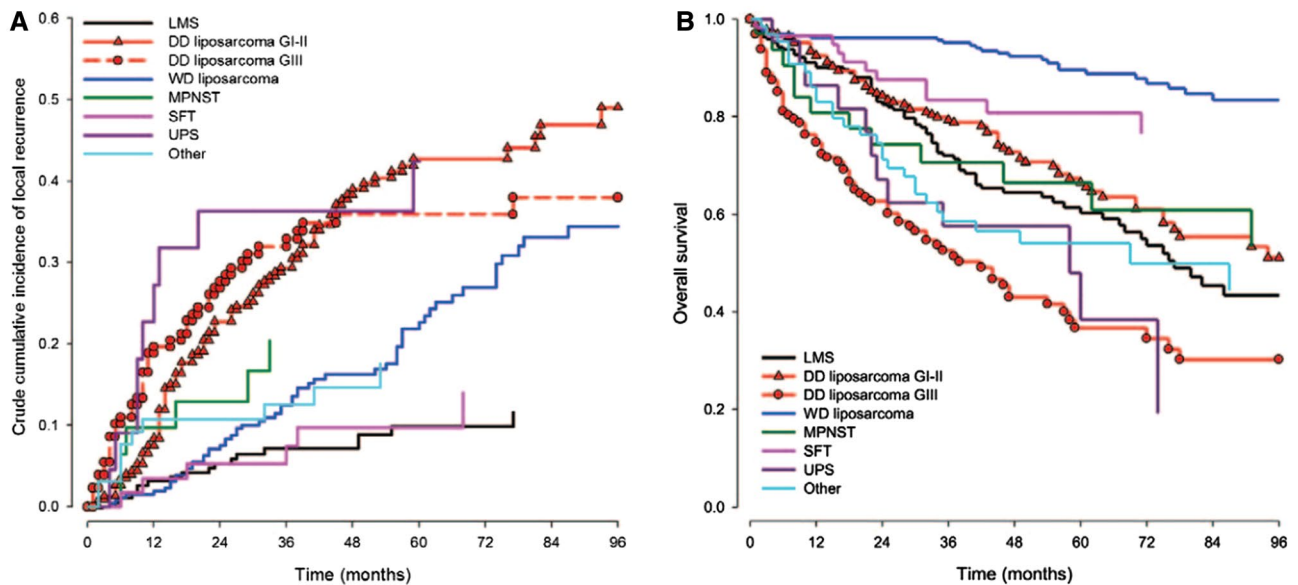 A
Crude cumulative incidence of local recurrence
0.6
0.5
0.4
0.3
0.2
0.1
0.0
LMS
DD liposarcoma GI-II
DD liposarcoma GIII
WD liposarcoma
MPNST
SFT
UPS
Other
0 12 24 36 48 60 72 84 96
Time (months)
B
Overall survival
1.0
0.8
0.6
0.4
0.2
0.0
LMS
DD liposarcoma GI-II
DD liposarcoma GIII
WD liposarcoma
MPNST
SFT
UPS
Other
0 12 24 36 48 60 72 84 96
Time (months)